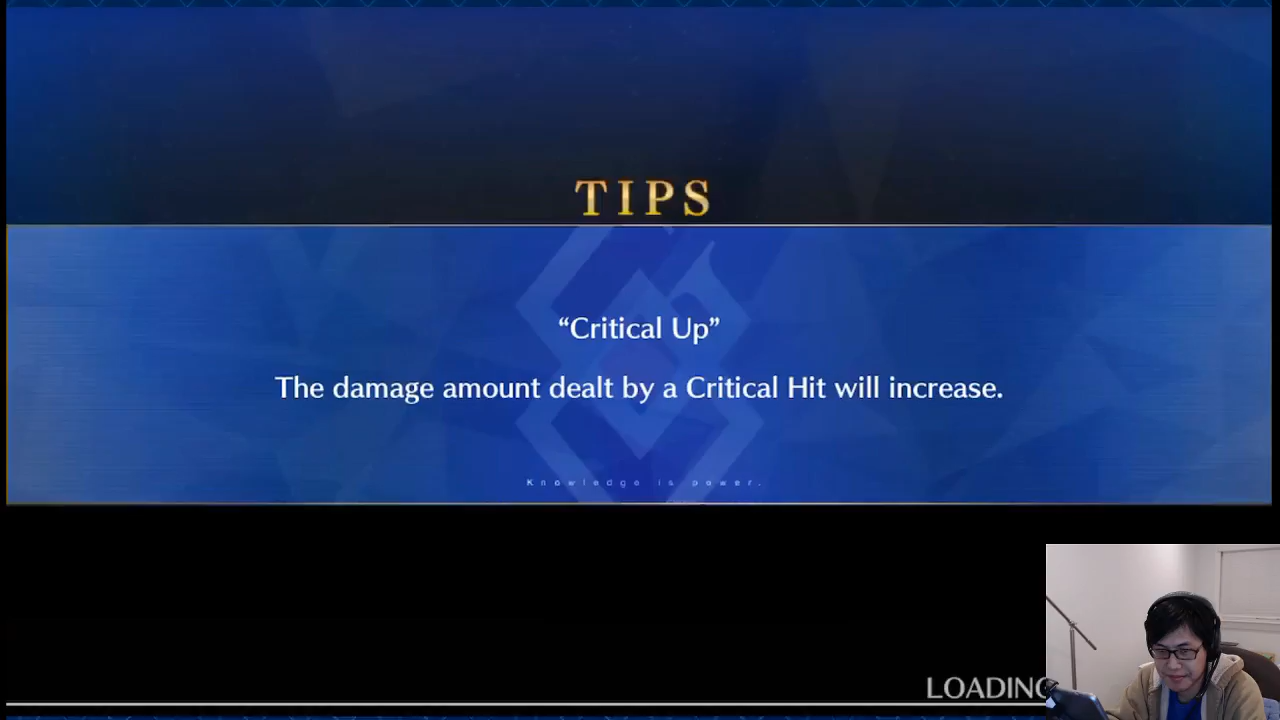 TIPS
“Critical Up”
The damage amount dealt by a Critical Hit will increase.
Knowledge is power.
LOADING